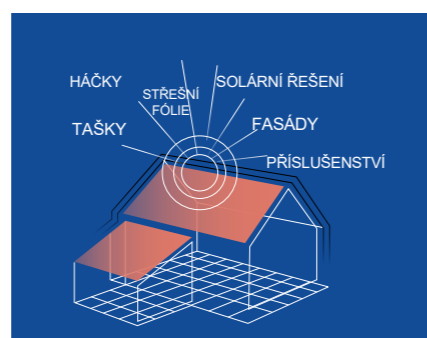 HÁČKY
STŘEŠNÍ
FÓLIE
SOLÁRNÍ ŘEŠENÍ
TAŠKY
FASÁDY
PŘÍSLUŠENSTVÍ